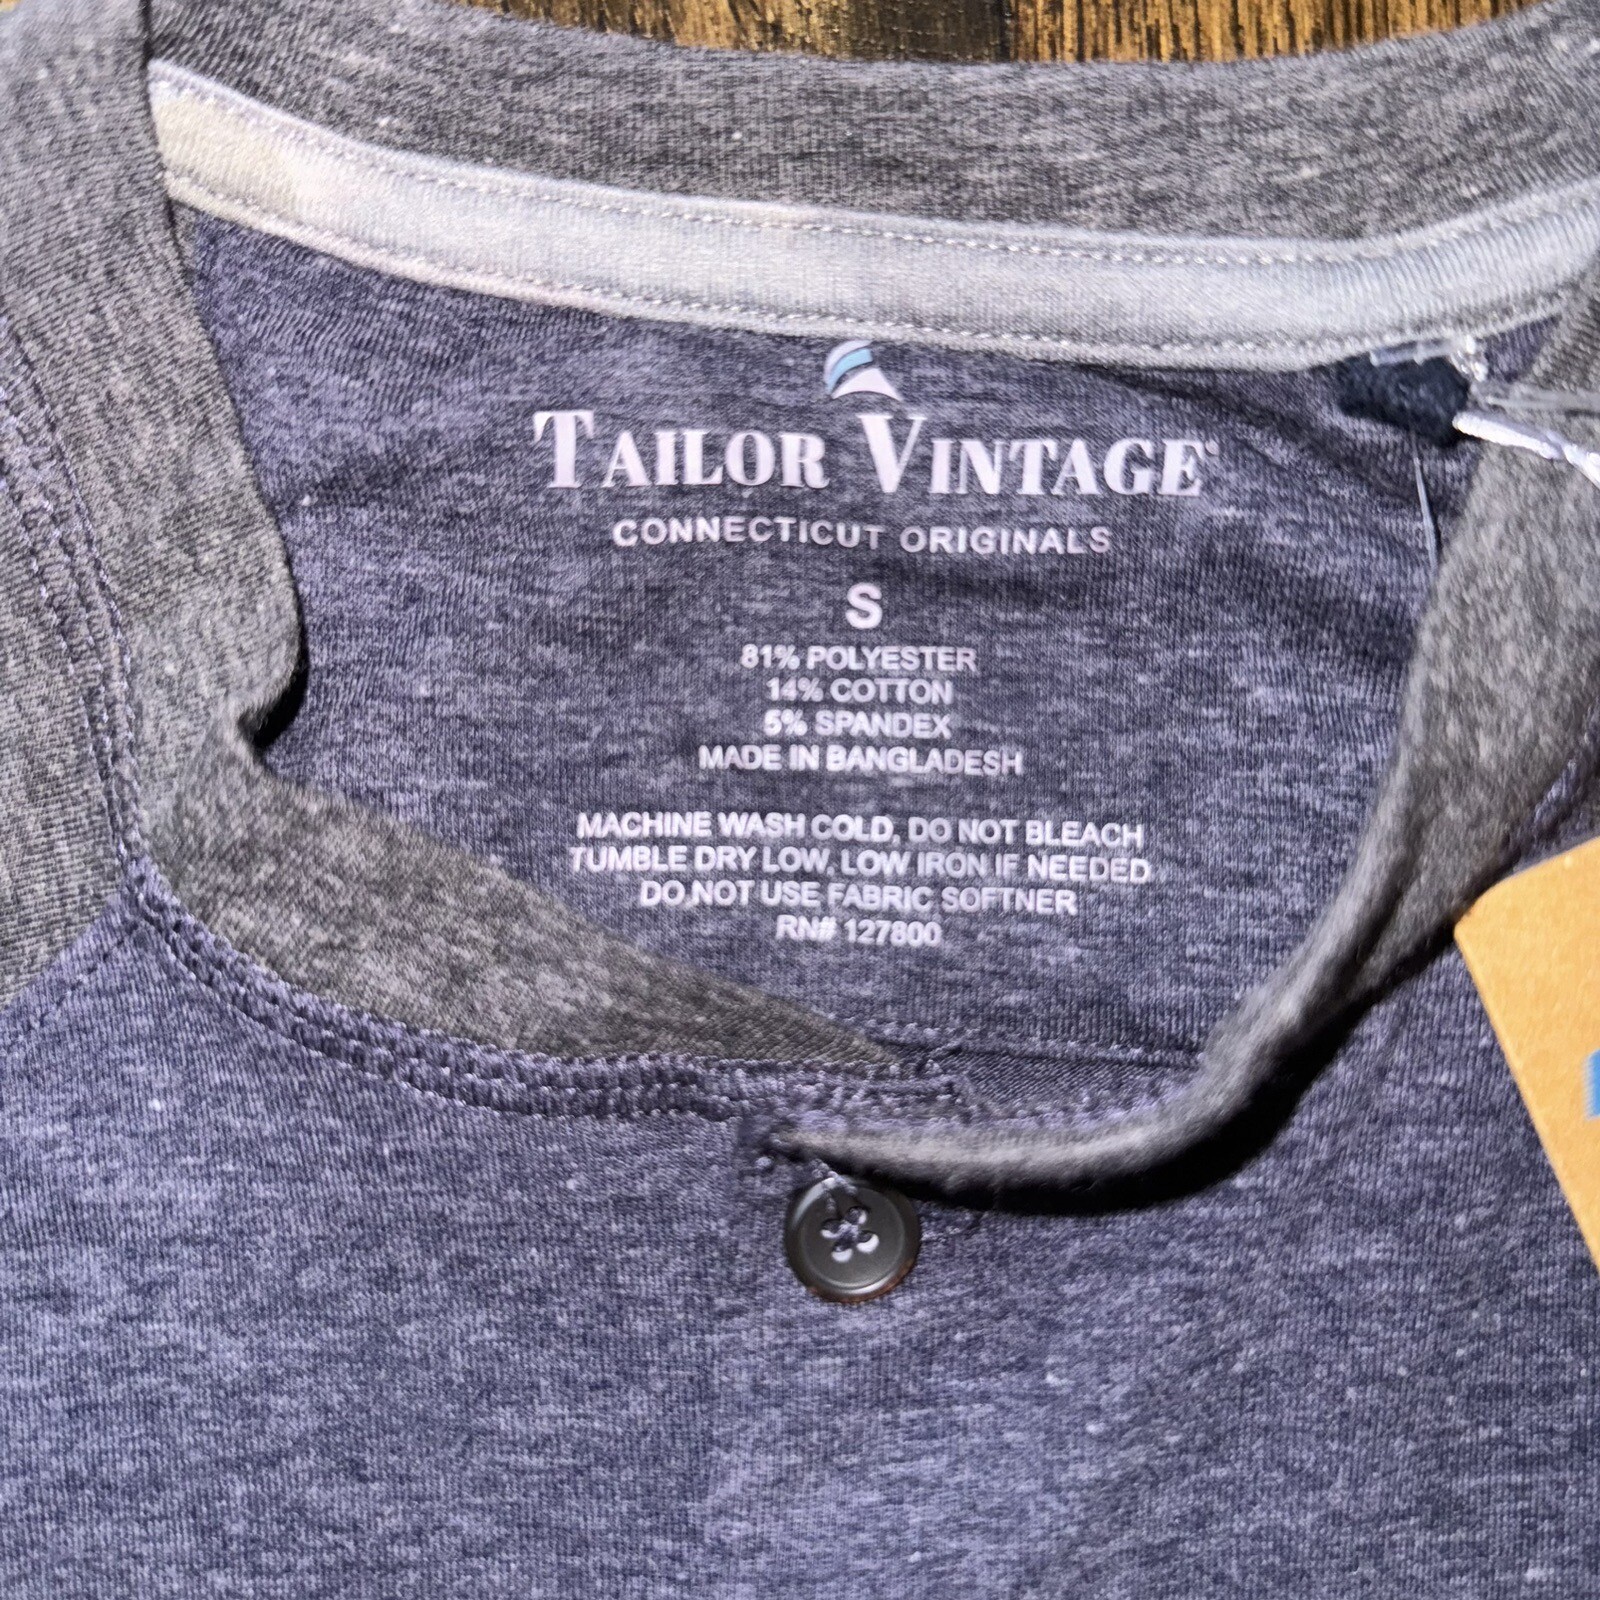 TAILOR VINTAGE
CONNECTICUT ORIGINALS
S
81% POLYESTER
14% COTTON
5% SPANDEX
MADE IN BANGLADESH
MACHINE WASH COLD, DO NOT BLEACH
TUMBLE DRY LOW, LOW IRON IF NEEDED
DO NOT USE FABRIC SOFTNER
RN# 127800